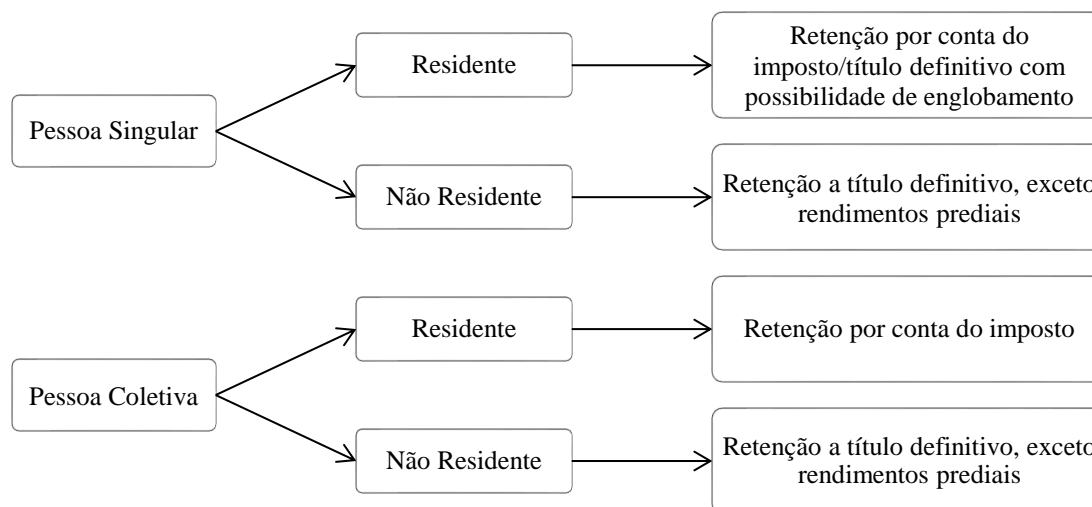 Pessoa Singular
Residente
Retenção por conta do
imposto/título definitivo com
possibilidade de englobamento
Não Residente
Retenção a título definitivo, exceto
rendimentos prediais
Pessoa Coletiva
Residente
Retenção por conta do imposto
Não Residente
Retenção a título definitivo, exceto
rendimentos prediais